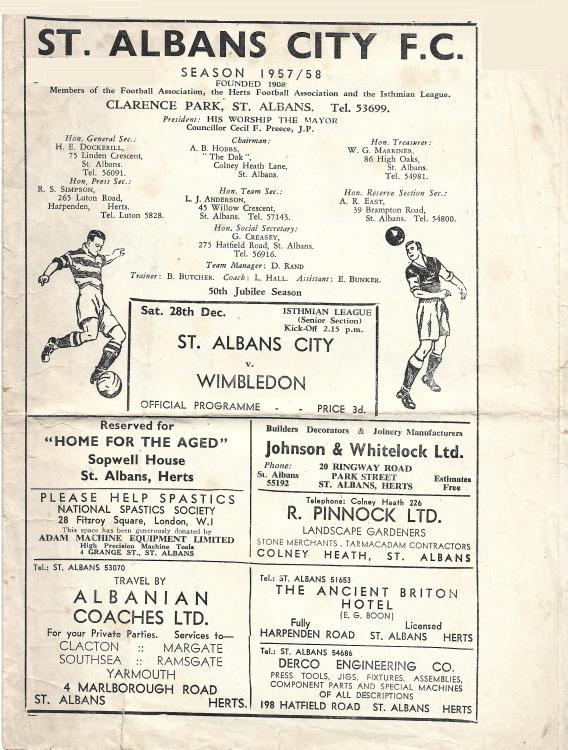 ST. ALBANS CITY F.C.
SEASON 1957/58
FOUNDED 1908
Members of the Football Association, the Herts Football Association and the Isthmian League.
CLARENCE PARK, ST. ALBANS. Tel. 53699.
President: HIS WORSHIP THE MAYOR
Councillor Cecil F. Preece, J.P.
Hon. General Sec.:
H. E. DOCKERILL,
75 Linden Crescent,
St. Albans.
Tel. 56091.
Hon. Press Sec.:
R. S. SIMPSON,
265 Luton Road,
Harpenden, Herts.
Tel. Luton 5828.
Chairman:
A. B. HOBBS,
"The Dak",
Colney Heath Lane,
St. Albans.
Hon. Team Sec.:
L. J. ANDERSON,
45 Willow Crescent,
St. Albans. Tel. 57143.
Hon. Treasurer:
W. G. MARRINER,
86 High Oaks,
St. Albans.
Tel. 54981.
Hon. Reserve Section Sec.:
A. R. EAST,
39 Brampton Road,
St. Albans. Tel. 54800.
Hon. Social Secretary:
G. CREASEY,
275 Hatfield Road, St. Albans.
Tel. 56916.
Team Manager: D. RAND
Trainer: B. BUTCHER. Coach: L. HALL. Assistant: E. BUNKER.
50th Jubilee Season
Sat. 28th Dec.
ISTHMIAN LEAGUE
(Senior Section)
Kick-Off 2.15 p.m.
ST. ALBANS CITY
v.
WIMBLEDON
OFFICIAL PROGRAMME - - PRICE 3d.
Reserved for
"HOME FOR THE AGED"
Sopwell House
St. Albans, Herts
PLEASE HELP SPASTICS
NATIONAL SPASTICS SOCIETY
28 Fitzroy Square, London, W.1
This space has been generously donated by
ADAM MACHINE EQUIPMENT LIMITED
High Precision Machine Tools
4 GRANGE ST., ST. ALBANS
Tel.: ST. ALBANS 53070
TRAVEL BY
ALBANIAN
COACHES LTD.
For your Private Parties. Services to—
CLACTON :: MARGATE
SOUTHSEA :: RAMSGATE
YARMOUTH
4 MARLBOROUGH ROAD
ST. ALBANS HERTS.
Builders Decorators & Joinery Manufacturers
Johnson & Whitelock Ltd.
Phone:
St. Albans
55192
20 RINGWAY ROAD
PARK STREET
ST. ALBANS, HERTS
Estimates
Free
Telephone: Colney Heath 226
R. PINNOCK LTD.
LANDSCAPE GARDENERS
STONE MERCHANTS . TARMACADAM CONTRACTORS
COLNEY HEATH, ST. ALBANS
Tel.: ST. ALBANS 51653
THE ANCIENT BRITON
HOTEL
(E. G. BOON)
Fully Licensed
HARPENDEN ROAD ST. ALBANS HERTS
Tel.: ST. ALBANS 54686
DERCO ENGINEERING CO.
PRESS TOOLS, JIGS, FIXTURES, ASSEMBLIES,
COMPONENT PARTS AND SPECIAL MACHINES
OF ALL DESCRIPTIONS
198 HATFIELD ROAD ST. ALBANS HERTS